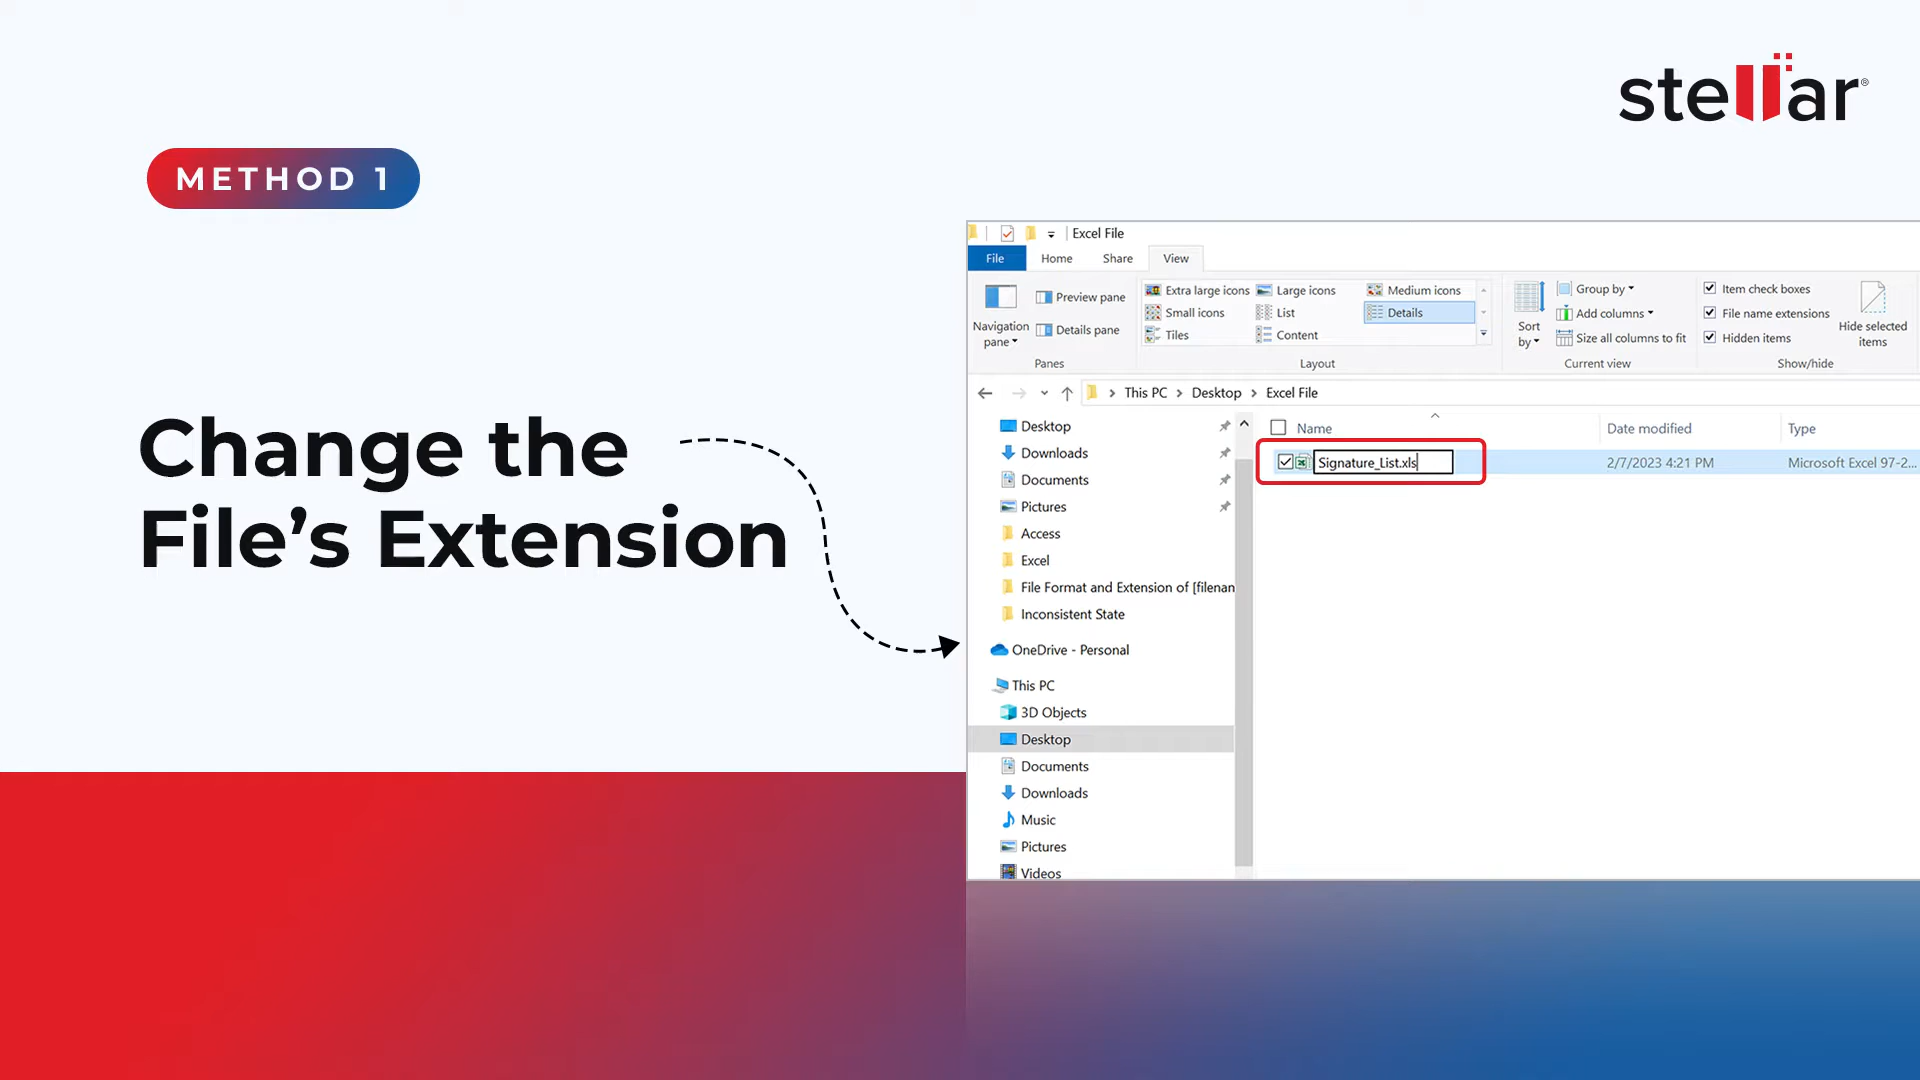 stellar®
METHOD 1
Change the
File’s Extension
Excel File
File Home Share View
Navigation pane
Preview pane
Details pane
Panes
Extra large icons Large icons Medium icons
Small icons List Details
Tiles Content
Layout
Sort by
Group by
Add columns
Size all columns to fit
Current view
Item check boxes
File name extensions
Hidden items
Hide selected items
Show/hide
This PC > Desktop > Excel File
Desktop
Downloads
Documents
Pictures
Access
Excel
File Format and Extension of [filenan
Inconsistent State
OneDrive - Personal
This PC
3D Objects
Desktop
Documents
Downloads
Music
Pictures
Videos
Name Date modified Type
Signature_List.xls 2/7/2023 4:21 PM Microsoft Excel 97-2...